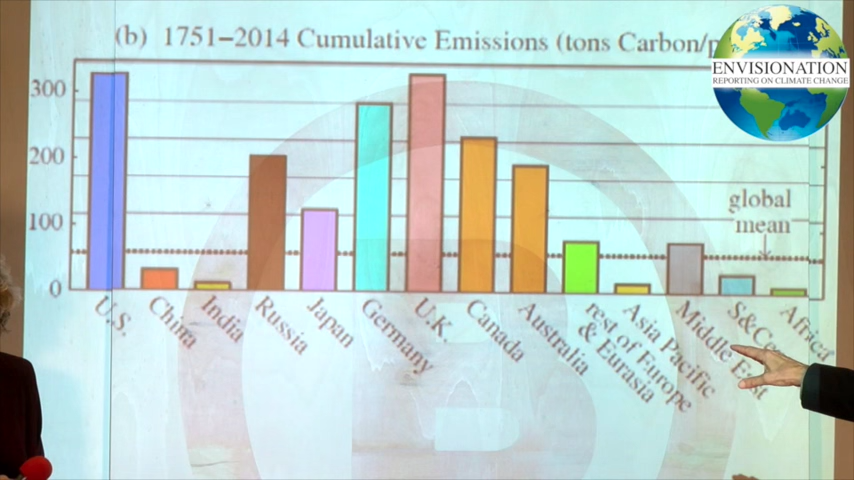 (b) 1751–2014 Cumulative Emissions (tons Carbon/p
ENVISIONATION
REPORTING ON CLIMATE CHANGE
300
200
100
0
global
mean
U.S.
China
India
Russia
Japan
Germany
U.K.
Canada
Australia
rest of Europe
& Eurasia
Asia Pacific
Middle East
S&Ce
Africa
B